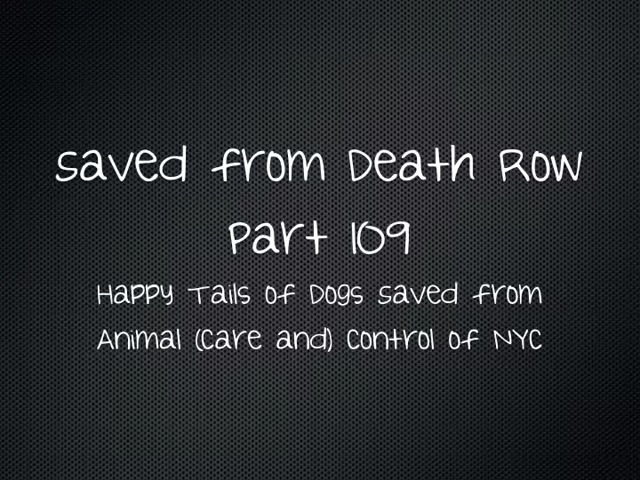 Saved from Death Row
Part 109
Happy Tails of Dogs Saved from
Animal (Care and) Control of NYC